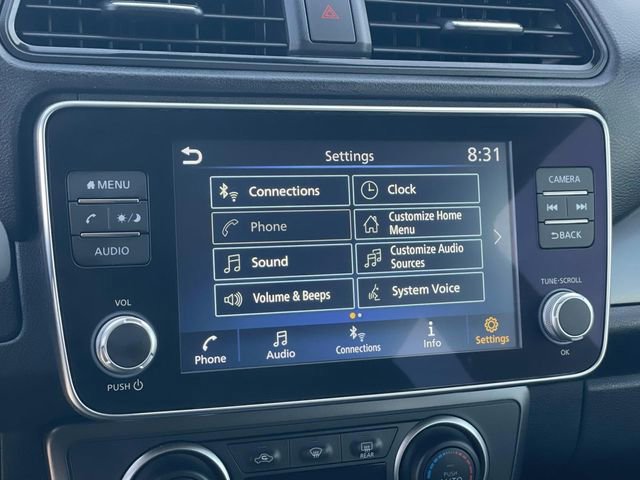 Settings
8:31
MENU
AUDIO
Connections
Clock
Phone
Customize Home
Menu
Sound
Customize Audio
Sources
Volume & Beeps
System Voice
Phone
Audio
Connections
Info
Settings
VOL
PUSH
CAMERA
BACK
TUNE·SCROLL
OK
REAR
PUSH